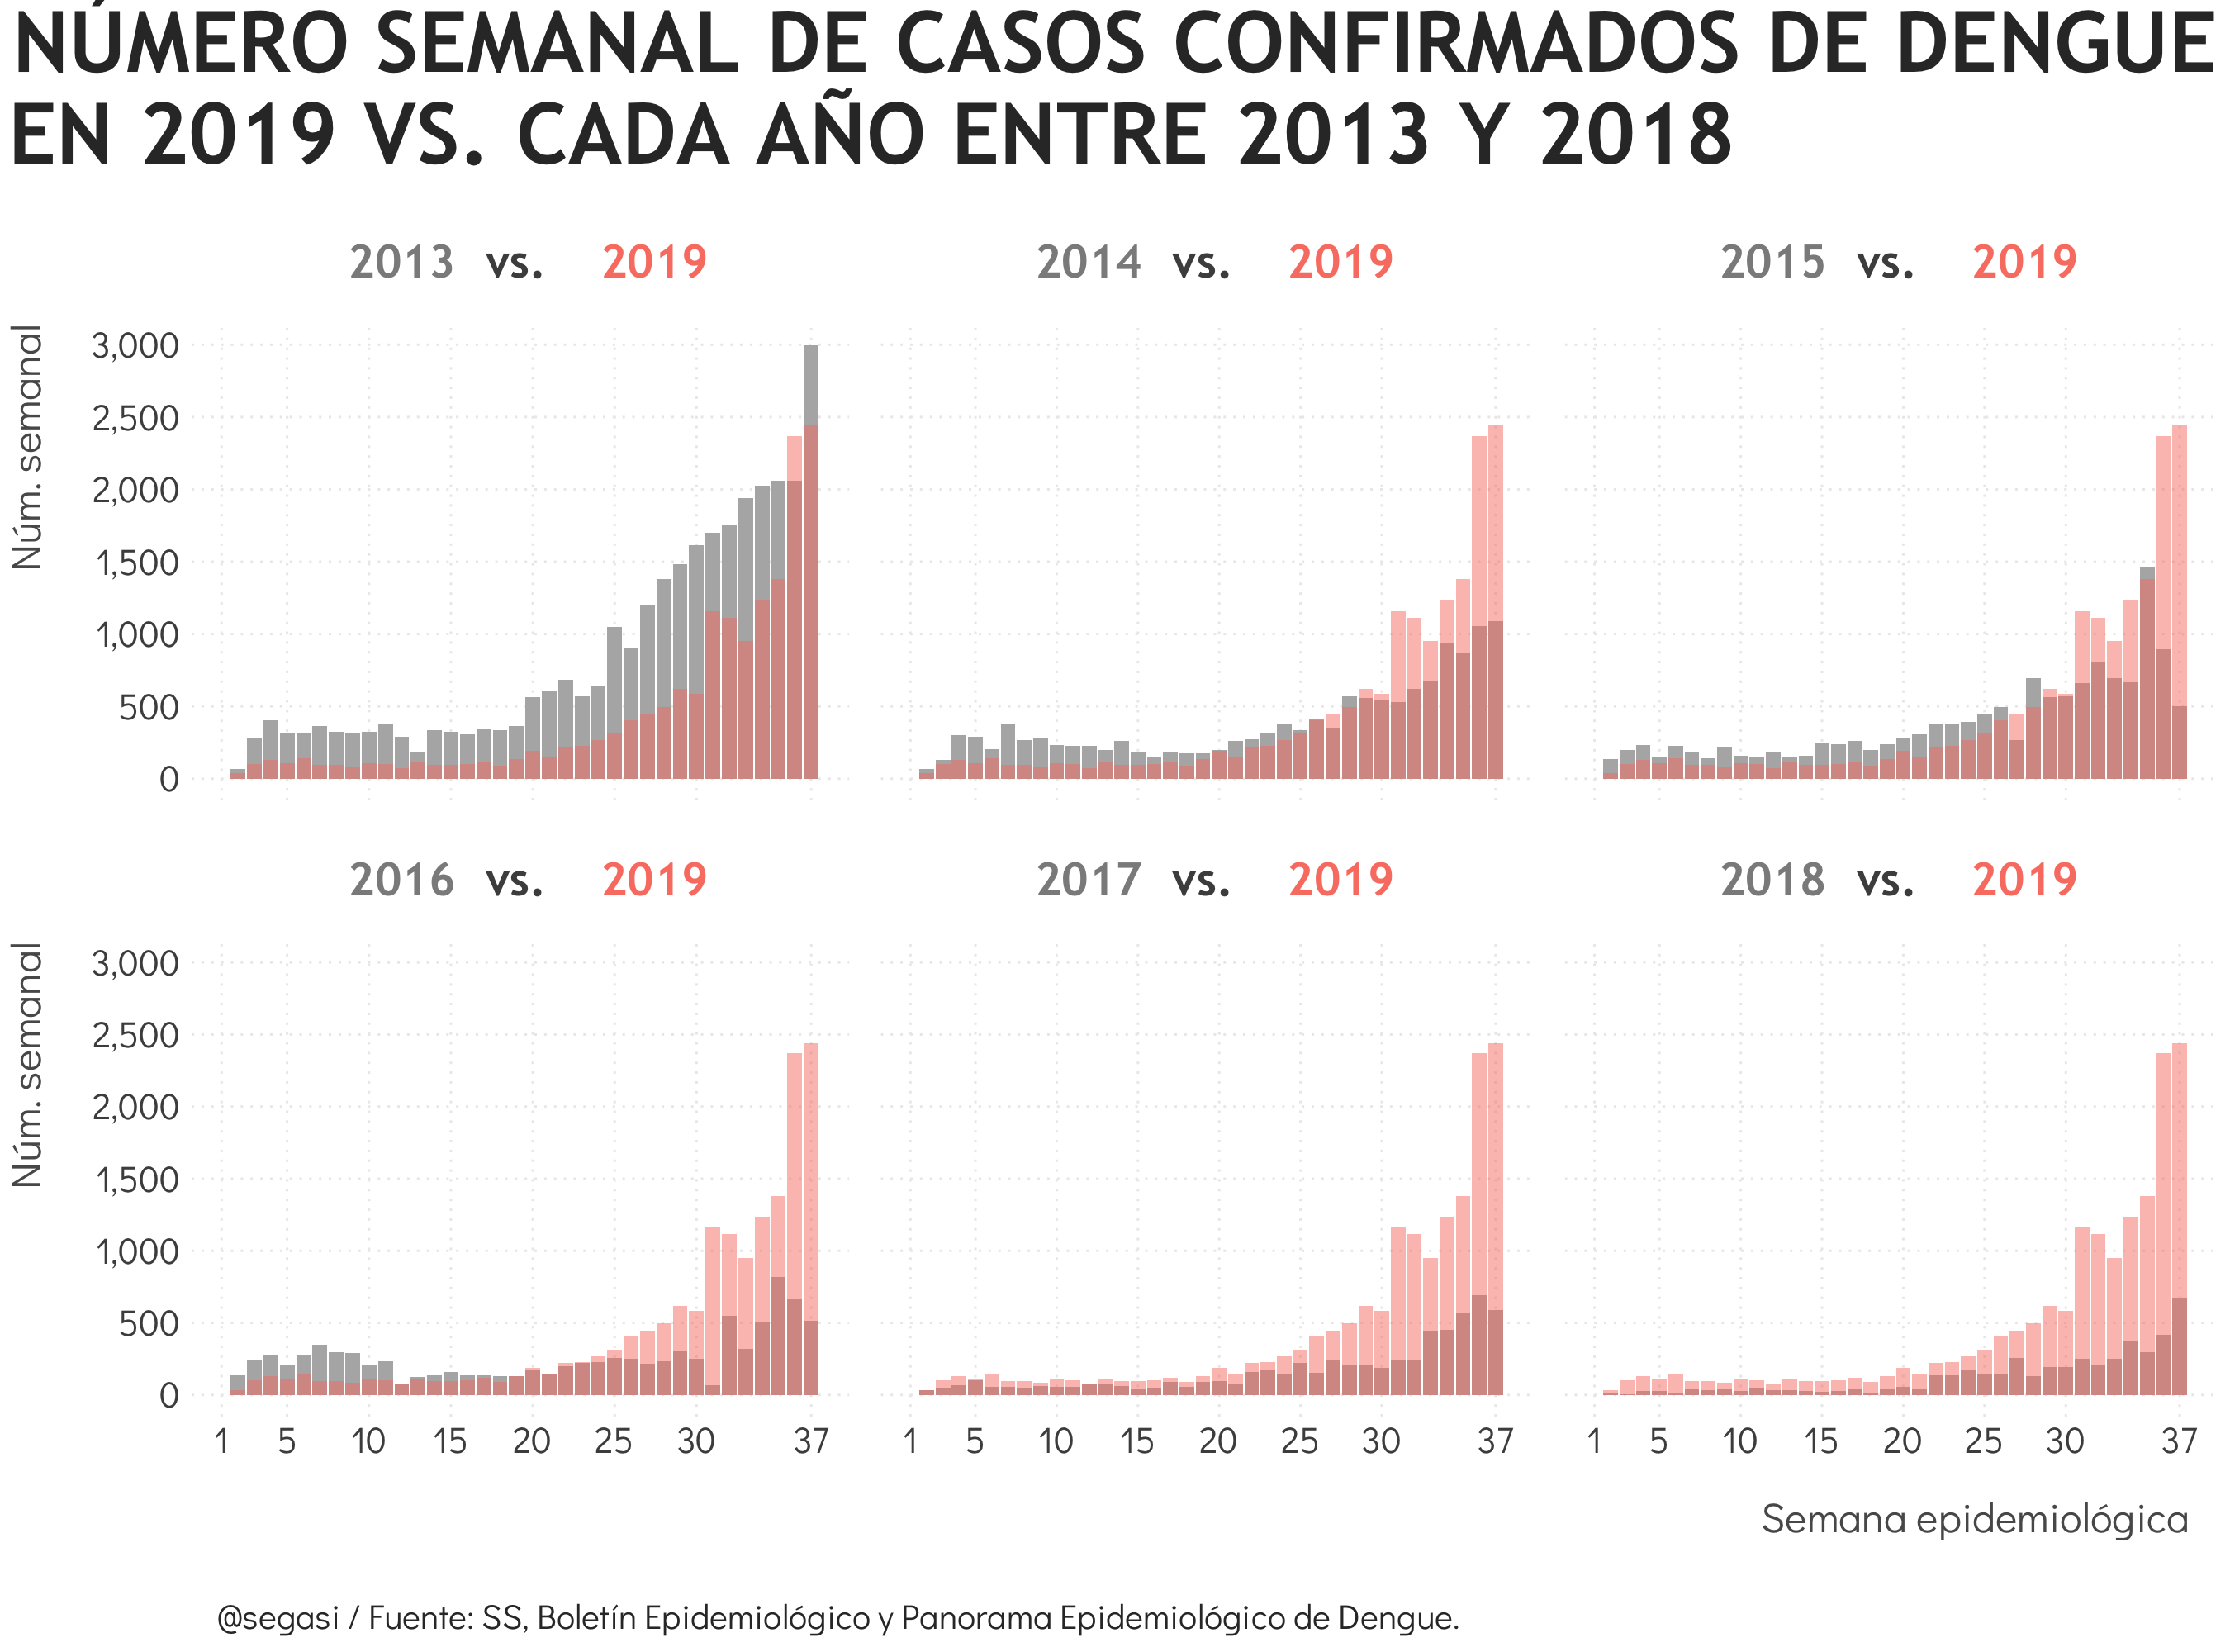 NÚMERO SEMANAL DE CASOS CONFIRMADOS DE DENGUE
EN 2019 VS. CADA AÑO ENTRE 2013 Y 2018
2013 vs. 2019
2014 vs. 2019
2015 vs. 2019
Núm. semanal
3,000
2,500
2,000
1,500
1,000
500
0
2016 vs. 2019
2017 vs. 2019
2018 vs. 2019
Núm. semanal
3,000
2,500
2,000
1,500
1,000
500
0
1 5 10 15 20 25 30 37
1 5 10 15 20 25 30 37
1 5 10 15 20 25 30 37
Semana epidemiológica
@segasi / Fuente: SS, Boletín Epidemiológico y Panorama Epidemiológico de Dengue.